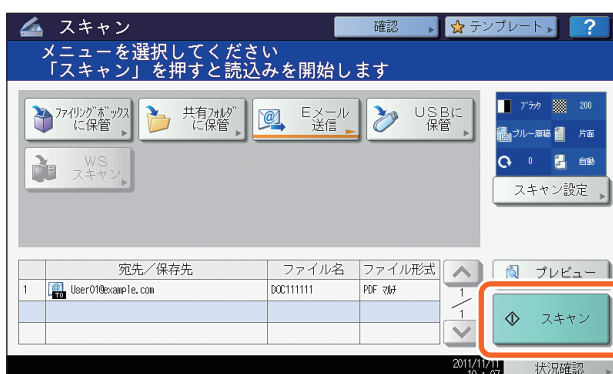 スキャン
確認
テンプレート
?
メニューを選択してください
「スキャン」を押すと読込みを開始します
ファイリングボックス
に保管
共有フォルダ
に保管
Eメール
送信
USBに
保管
WS
スキャン
ブラック
200
ブルー原稿
片面
0
自動
スキャン設定
宛先/保存先
ファイル名
ファイル形式
1
TO
User01@example.com
DOC111111
PDF マルチ
1
1
プレビュー
スキャン
2011/11/11
状況確認